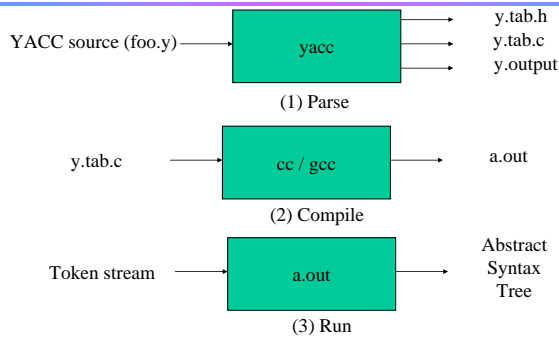 y.tab.h
YACC source (foo.y)
yacc
y.tab.c
y.output
(1) Parse
y.tab.c
cc / gcc
a.out
(2) Compile
Token stream
a.out
Abstract
Syntax
Tree
(3) Run